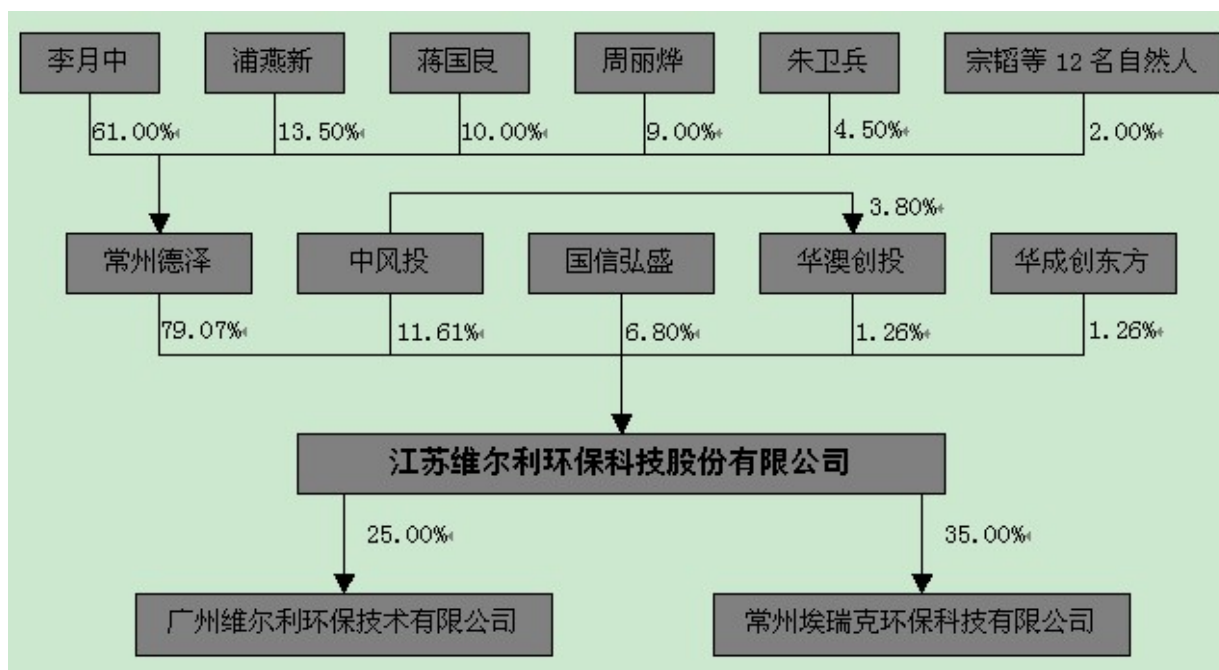 李月中
浦燕新
蒋国良
周丽烨
朱卫兵
宗韬等 12 名自然人
61.00%
13.50%
10.00%
9.00%
4.50%
2.00%
3.80%
常州德泽
中风投
国信弘盛
华澳创投
华成创东方
79.07%
11.61%
6.80%
1.26%
1.26%
江苏维尔利环保科技股份有限公司
25.00%
35.00%
广州维尔利环保技术有限公司
常州埃瑞克环保科技有限公司